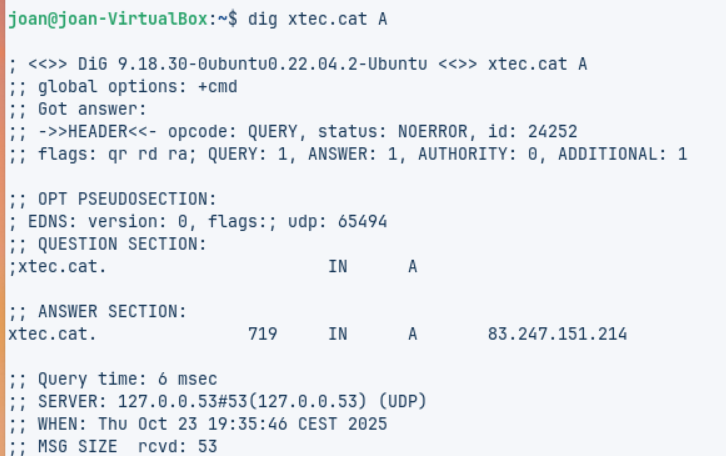 joan@joan-VirtualBox:~$ dig xtec.cat A
; <<>> DiG 9.18.30-0ubuntu0.22.04.2-Ubuntu <<>> xtec.cat A
;; global options: +cmd
;; Got answer:
;; ->>HEADER<<- opcode: QUERY, status: NOERROR, id: 24252
;; flags: qr rd ra; QUERY: 1, ANSWER: 1, AUTHORITY: 0, ADDITIONAL: 1
;; OPT PSEUDOSECTION:
; EDNS: version: 0, flags:; udp: 65494
;; QUESTION SECTION:
;xtec.cat. IN A
;; ANSWER SECTION:
xtec.cat. 719 IN A 83.247.151.214
;; Query time: 6 msec
;; SERVER: 127.0.0.53#53(127.0.0.53) (UDP)
;; WHEN: Thu Oct 23 19:35:46 CEST 2025
;; MSG SIZE rcvd: 53